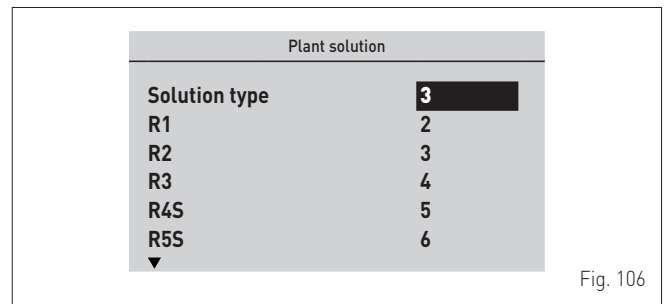 Plant solution
Solution type 3
R1 2
R2 3
R3 4
R4S 5
R5S 6
▼
Fig. 106